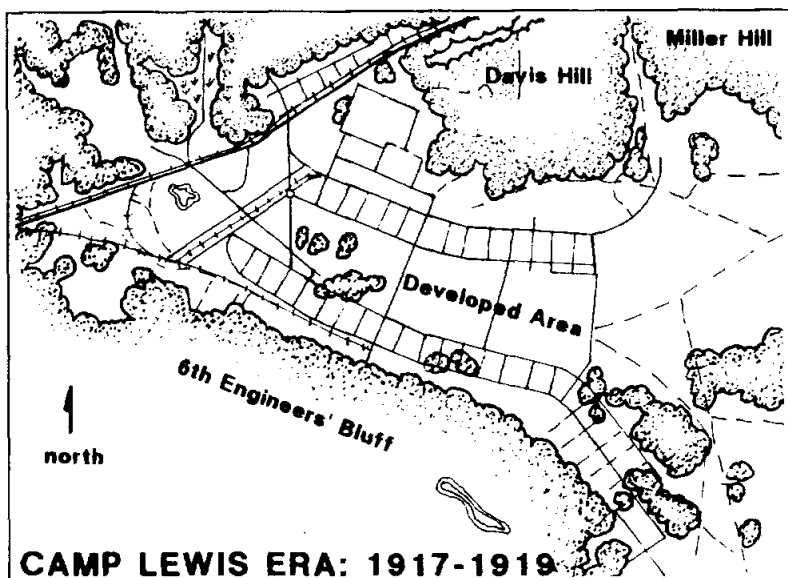 Miller Hill
Davis Hill
Developed Area
6th Engineers' Bluff
north
CAMP LEWIS ERA: 1917-1919